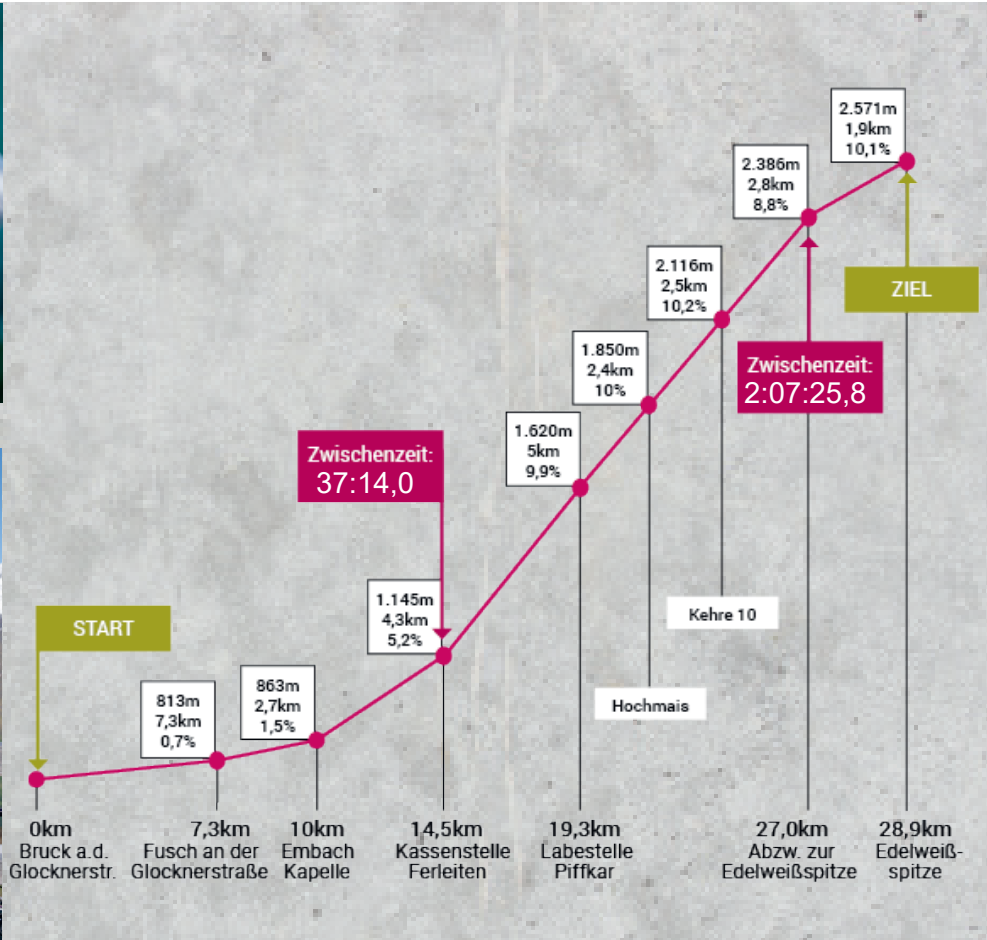 2.571m
1,9km
10,1%
2.386m
2,8km
8,8%
ZIEL
2.116m
2,5km
10,2%
1.850m
2,4km
10%
Zwischenzeit:
2:07:25,8
1.620m
5km
9,9%
Zwischenzeit:
37:14,0
1.145m
4,3km
5,2%
Kehre 10
START
863m
2,7km
1,5%
813m
7,3km
0,7%
Hochmais
0km
Bruck a.d.
Glocknerstr.
7,3km
Fusch an der
Glocknerstraße
10km
Embach
Kapelle
14,5km
Kassenstelle
Ferleiten
19,3km
Labestelle
Piffkar
27,0km
Abzw. zur
Edelweißspitze
28,9km
Edelweiß-
spitze